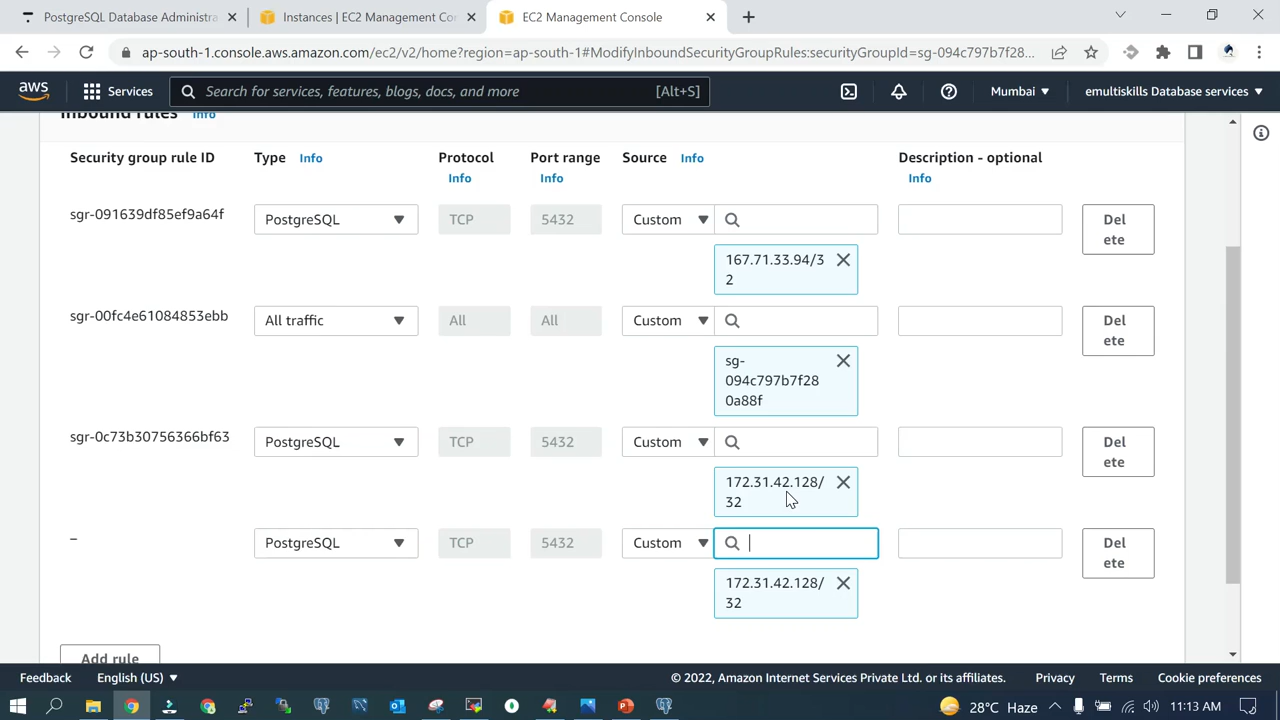 PostgreSQL Database Administra
Instances | EC2 Management Con
EC2 Management Console
ap-south-1.console.aws.amazon.com/ec2/v2/home?region=ap-south-1#ModifyInboundSecurityGroupRules:securityGroupId=sg-094c797b7f28...
aws
Services
Search for services, features, blogs, docs, and more
[Alt+S]
Mumbai
emultiskills Database services
Inbound rules Info
Security group rule ID
Type Info
Protocol
Info
Port range
Info
Source Info
Description - optional
Info
sgr-091639df85ef9a64f
PostgreSQL
TCP
5432
Custom
Del
ete
167.71.33.94/3
2
sgr-00fc4e61084853ebb
All traffic
All
All
Custom
Del
ete
sg-
094c797b7f28
0a88f
sgr-0c73b30756366bf63
PostgreSQL
TCP
5432
Custom
Del
ete
172.31.42.128/
32
–
PostgreSQL
TCP
5432
Custom
Del
ete
172.31.42.128/
32
Add rule
Feedback
English (US)
© 2022, Amazon Internet Services Private Ltd. or its affiliates.
Privacy
Terms
Cookie preferences
28°C Haze
11:13 AM